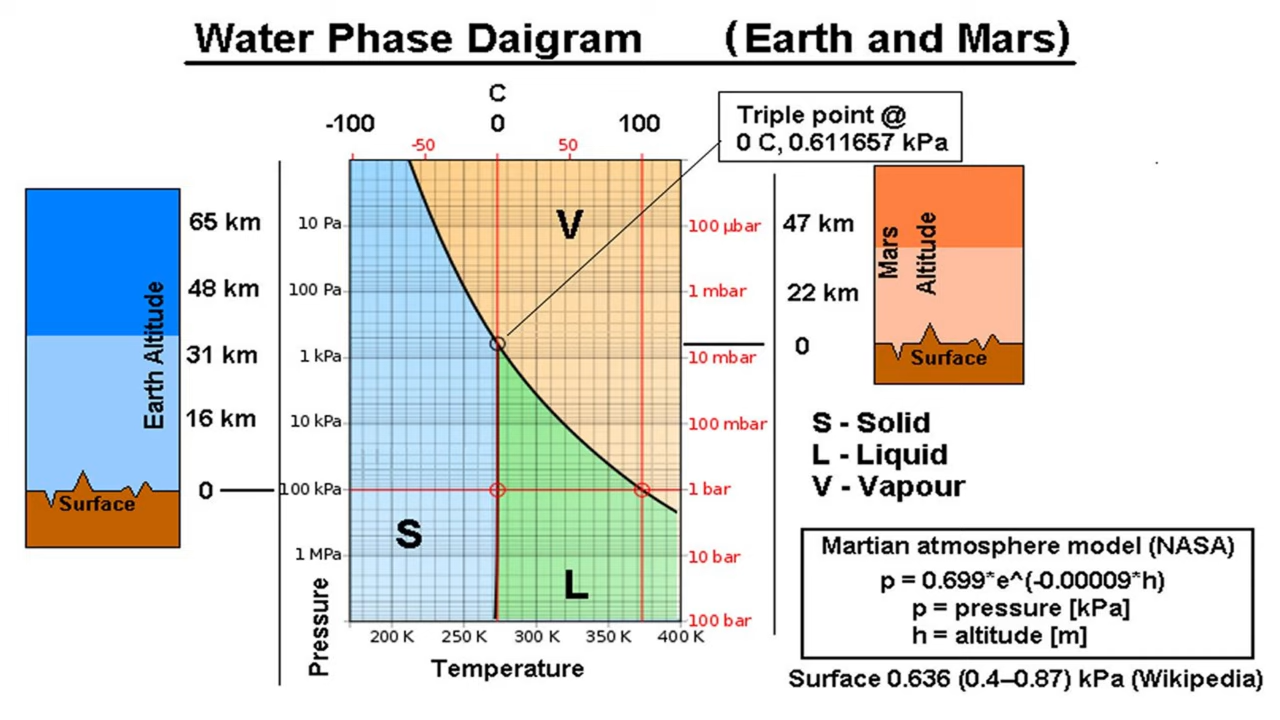 Water Phase Daigram (Earth and Mars)
C
-100 0 100
-50 50
Triple point @
0 C, 0.611657 kPa
65 km
48 km
31 km
16 km
0
Earth Altitude
Surface
10 Pa
100 Pa
1 kPa
10 kPa
100 kPa
1 MPa
Pressure
V
S
L
100 µbar
1 mbar
10 mbar
100 mbar
1 bar
10 bar
100 bar
200 K 250 K 300 K 350 K 400 K
Temperature
47 km
22 km
0
Mars
Altitude
Surface
S - Solid
L - Liquid
V - Vapour
Martian atmosphere model (NASA)
p = 0.699*e^(-0.00009*h)
p = pressure [kPa]
h = altitude [m]
Surface 0.636 (0.4–0.87) kPa (Wikipedia)